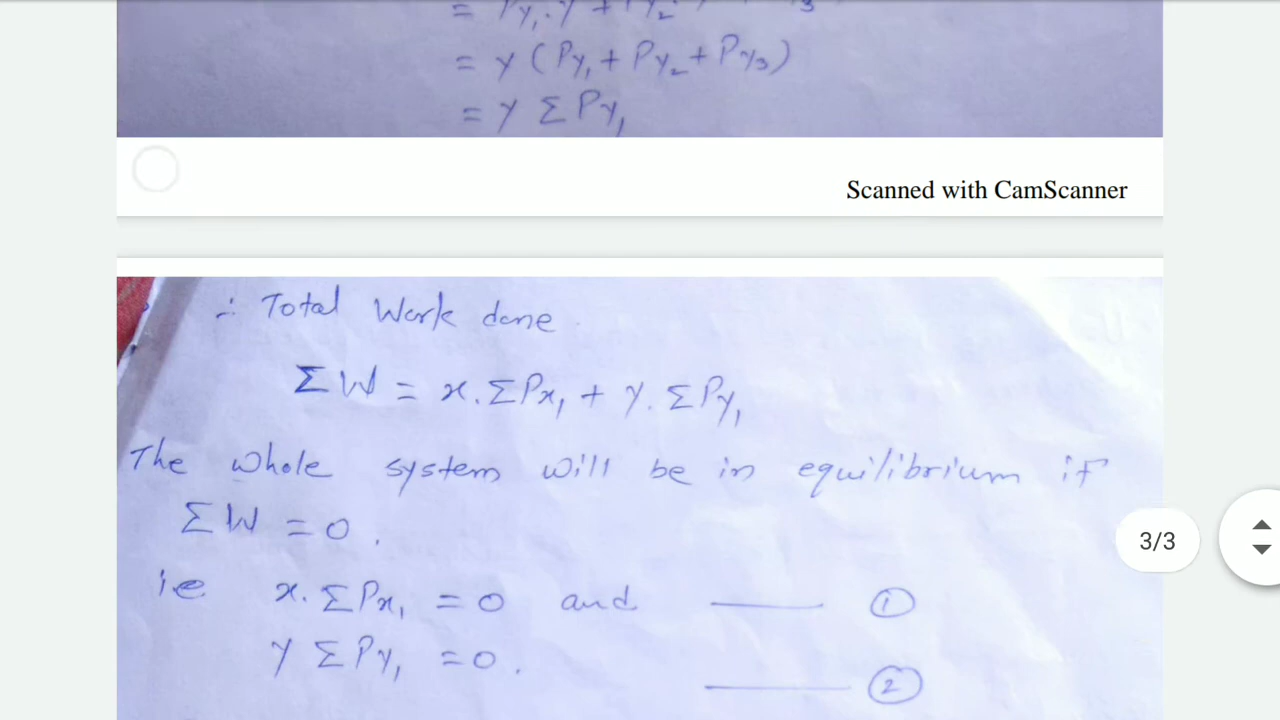 = y (Py₁ + Py₂ + Py₃)
= y Σ Py₁
Scanned with CamScanner
∴ Total Work done
ΣW = x. ΣPx₁ + y. ΣPy₁
The whole system will be in equilibrium if
ΣW = 0.
ie x. ΣPx₁ = 0 and —— ①
y ΣPy₁ = 0. —— ②
3/3